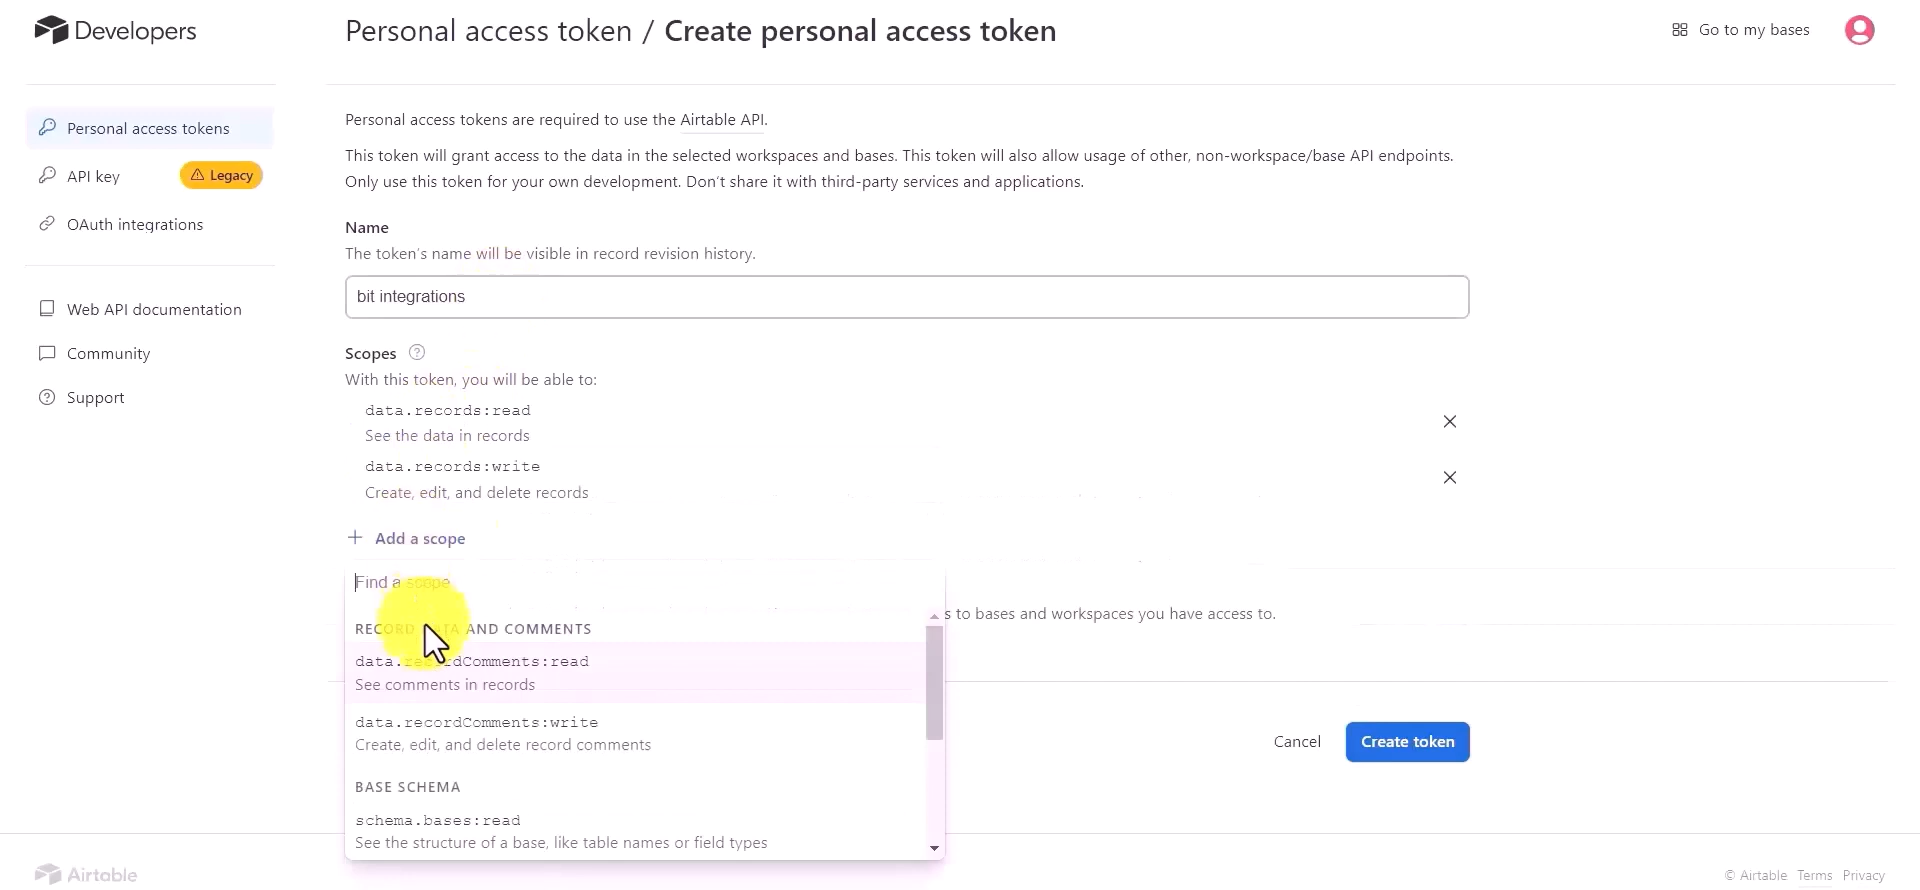 Developers
Personal access token / Create personal access token
Go to my bases
Personal access tokens
API key
Legacy
OAuth integrations
Web API documentation
Community
Support
Personal access tokens are required to use the Airtable API.
This token will grant access to the data in the selected workspaces and bases. This token will also allow usage of other, non-workspace/base API endpoints.
Only use this token for your own development. Don't share it with third-party services and applications.
Name
The token's name will be visible in record revision history.
bit integrations
Scopes
With this token, you will be able to:
data.records:read
See the data in records
data.records:write
Create, edit, and delete records
+ Add a scope
Find a scope
s to bases and workspaces you have access to.
RECORD DATA AND COMMENTS
data.recordComments:read
See comments in records
data.recordComments:write
Create, edit, and delete record comments
BASE SCHEMA
schema.bases:read
See the structure of a base, like table names or field types
Cancel
Create token
Airtable
© Airtable Terms Privacy